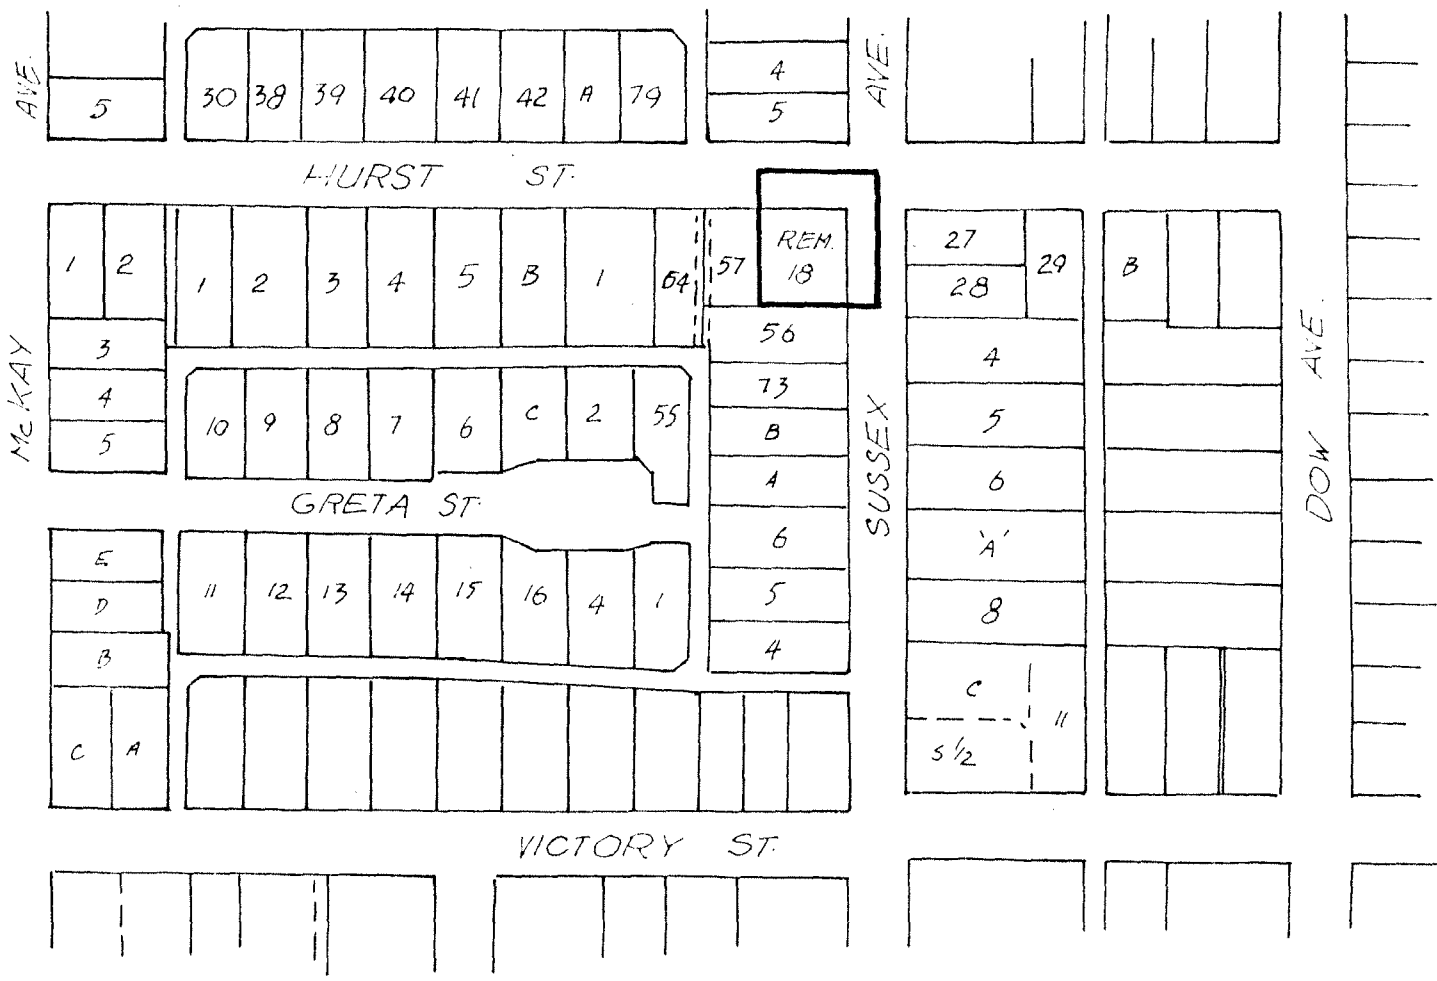 AVE.
5
30 38 39 40 41 42 A 79
4
5
AVE.
HURST ST.
1 2
3
4
5
McKAY
1 2 3 4 5 B 1 64
57
REM.
18
56
73
B
A
6
5
4
27
28
29
B
4
5
6
'A'
8
C
S 1/2
11
SUSSEX
DOW AVE.
10 9 8 7 6 C 2 55
GRETA ST.
E
D
B
C A
11 12 13 14 15 16 4 1
VICTORY ST.